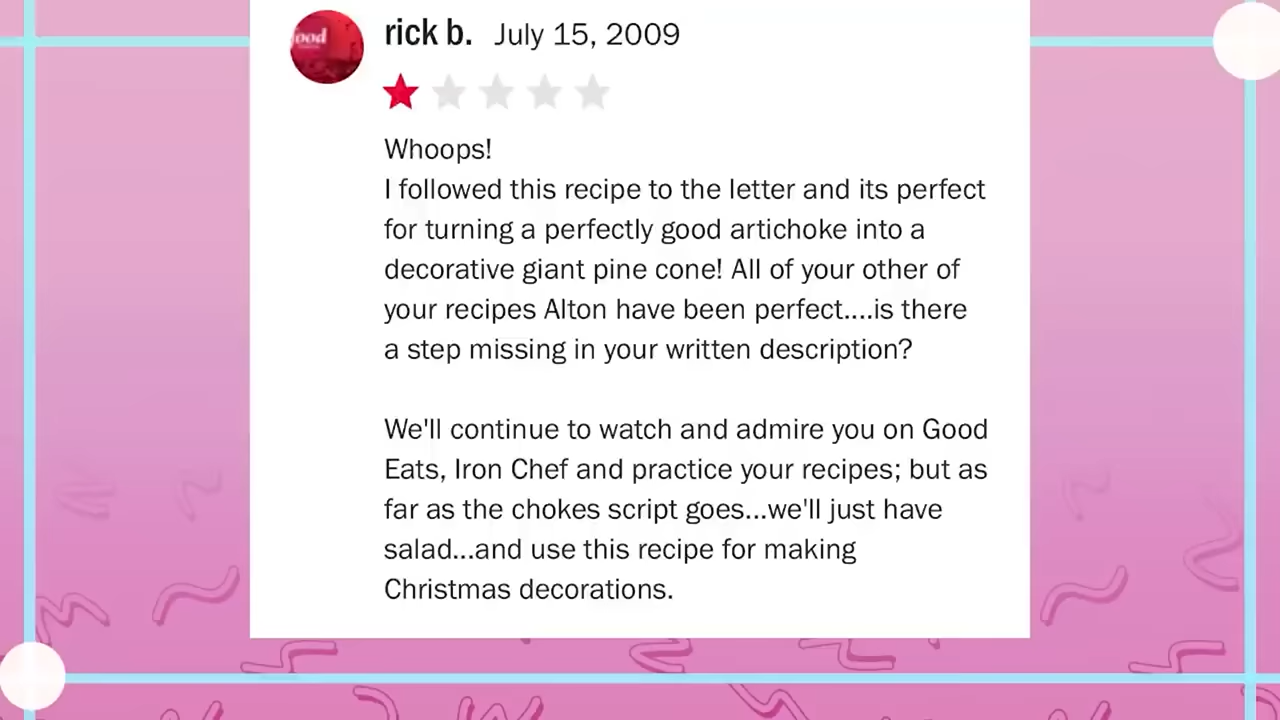 ood
rick b. July 15, 2009
Whoops!
I followed this recipe to the letter and its perfect
for turning a perfectly good artichoke into a
decorative giant pine cone! All of your other of
your recipes Alton have been perfect....is there
a step missing in your written description?
We'll continue to watch and admire you on Good
Eats, Iron Chef and practice your recipes; but as
far as the chokes script goes...we'll just have
salad...and use this recipe for making
Christmas decorations.